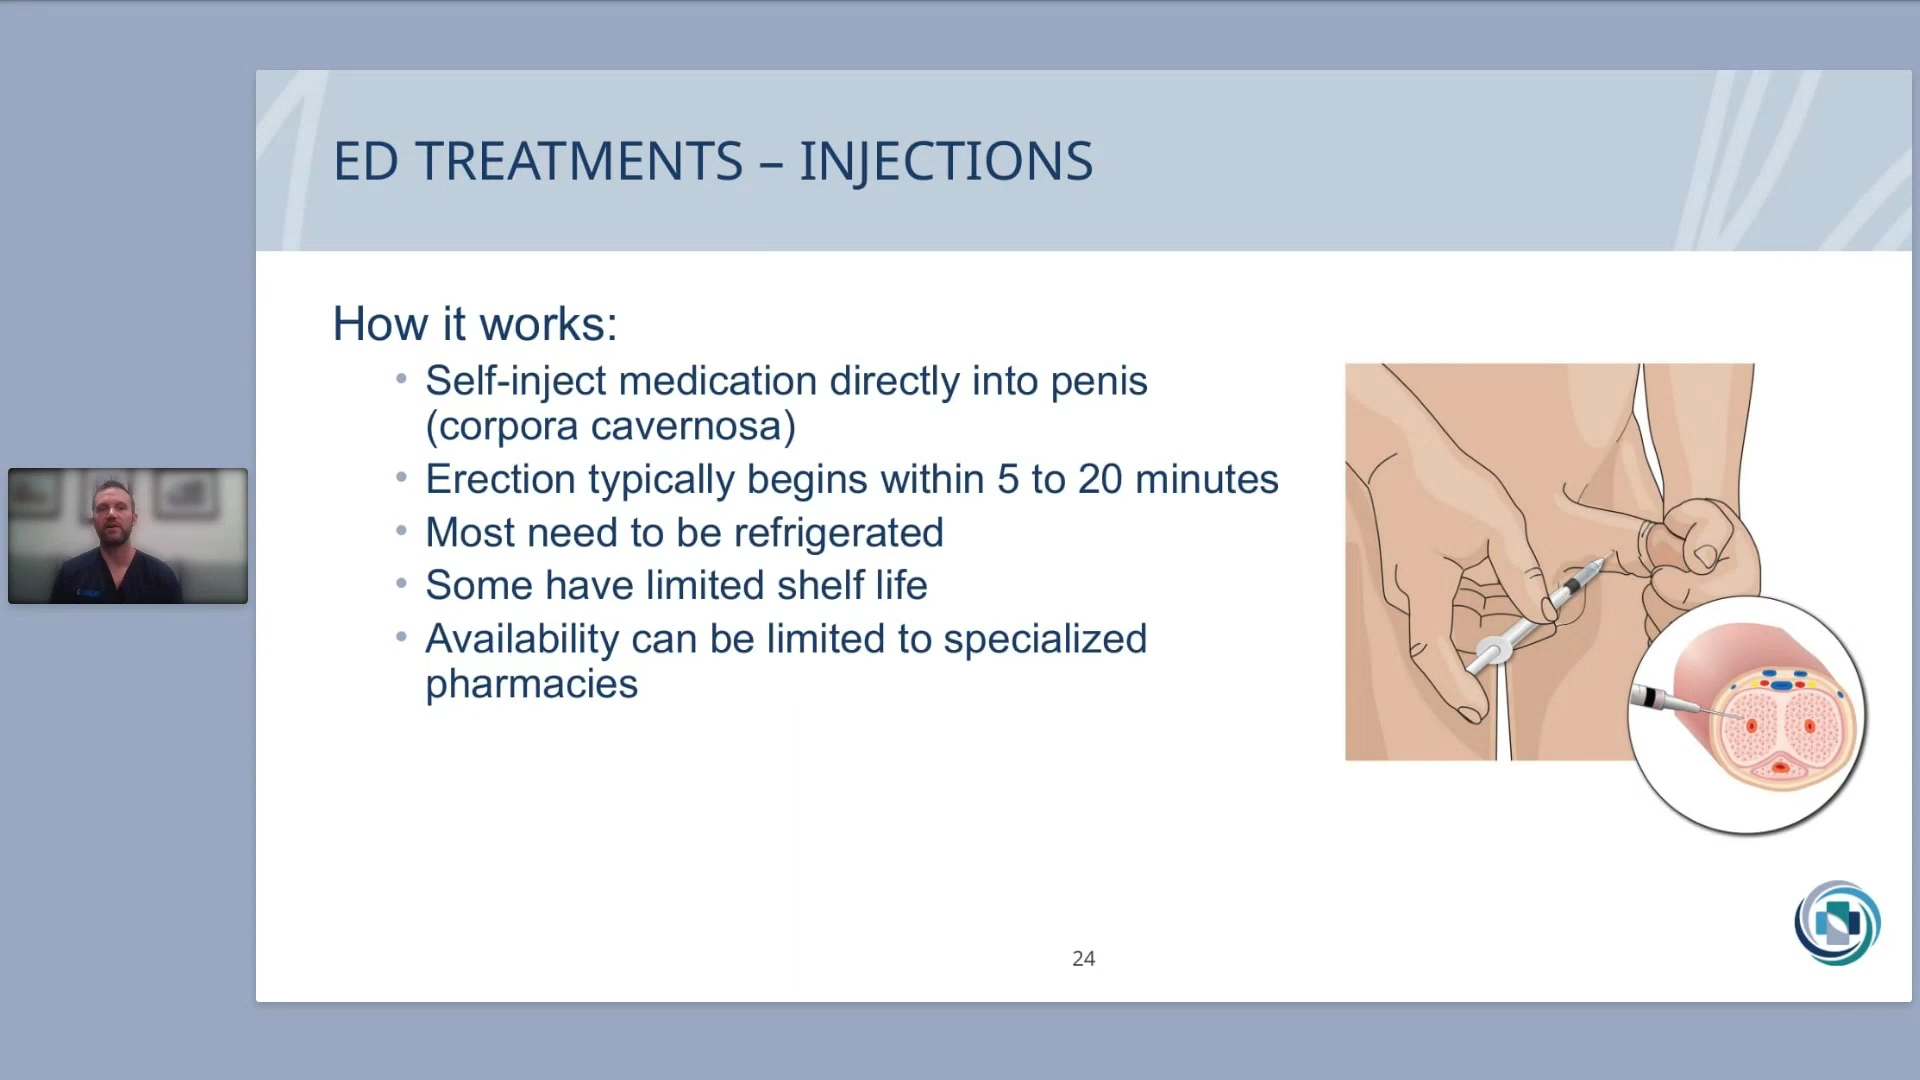 ED TREATMENTS – INJECTIONS
How it works:
• Self-inject medication directly into penis
(corpora cavernosa)
• Erection typically begins within 5 to 20 minutes
• Most need to be refrigerated
• Some have limited shelf life
• Availability can be limited to specialized
pharmacies
24